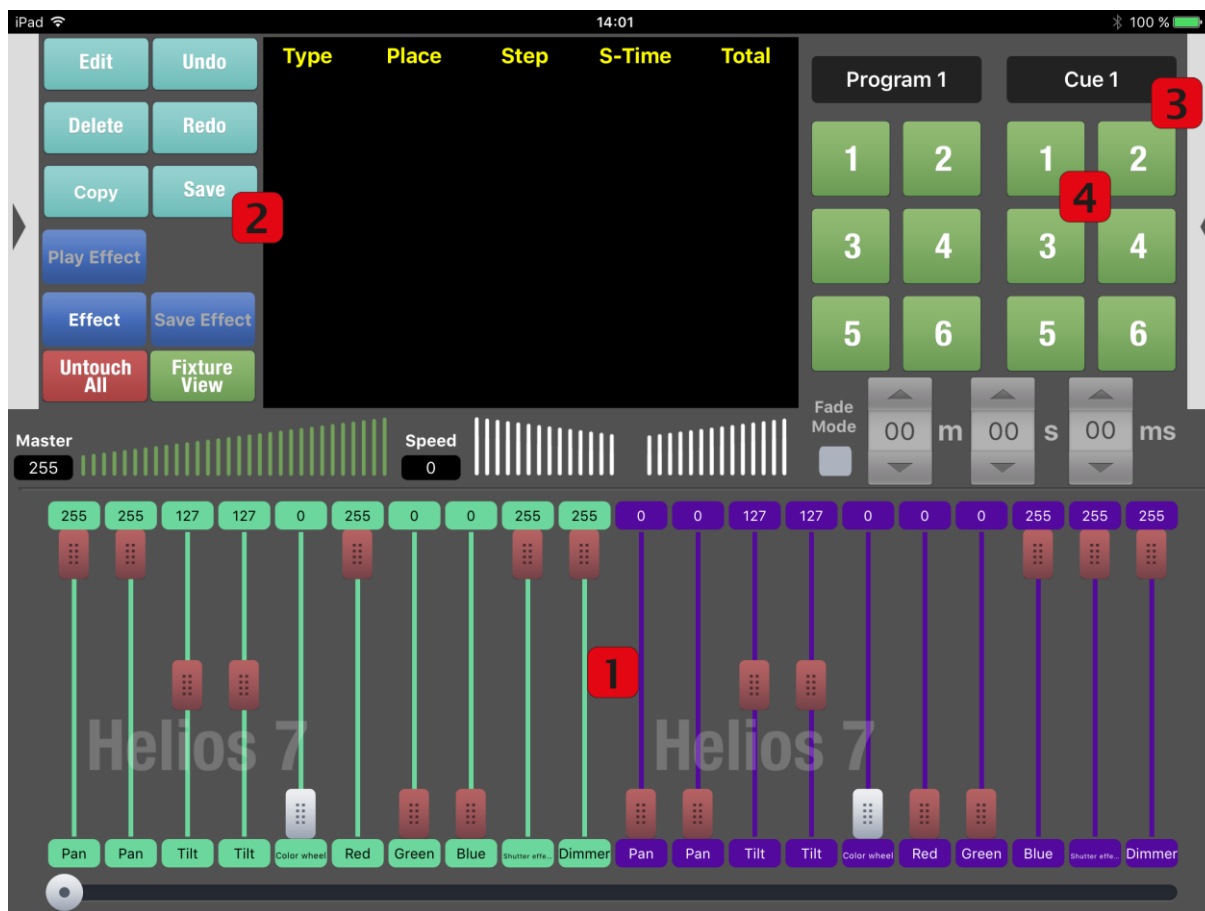 iPad 14:01 100 %
Edit Undo Type Place Step S-Time Total
Program 1 Cue 1
3
Delete Redo
1 2 1 2
Copy Save
2
4
Play Effect
3 4 3 4
Effect Save Effect
5 6 5 6
Untouch All
Fixture View
Fade Mode
00 m 00 s 00 ms
Master
255
Speed
0
255 255 127 127 0 255 0 0 255 255 0 0 127 127 0 0 0 255 255 255
1
Helios 7 Helios 7
Pan Pan Tilt Tilt Color wheel Red Green Blue Shutter effe... Dimmer Pan Pan Tilt Tilt Color wheel Red Green Blue Shutter effe... Dimmer